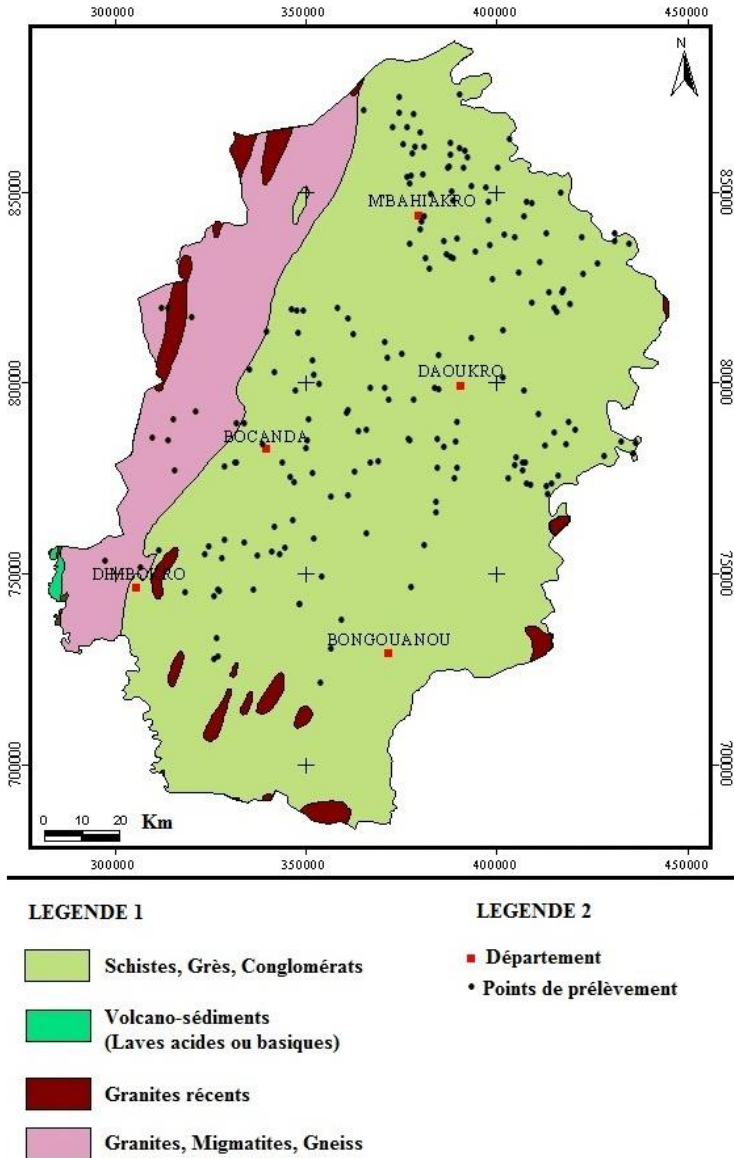 300000 350000 400000 450000
N
850000 850000
M'BAHIAKRO
800000 800000
DAOUKRO
BOCANDA
750000 750000
DIMBOKRO
BONGOUANOU
700000 700000
0 10 20 Km
300000 350000 400000 450000
LEGENDE 1
Schistes, Grès, Conglomérats
Volcano-sédiments
(Laves acides ou basiques)
Granites récents
Granites, Migmatites, Gneiss
LEGENDE 2
Département
Points de prélèvement